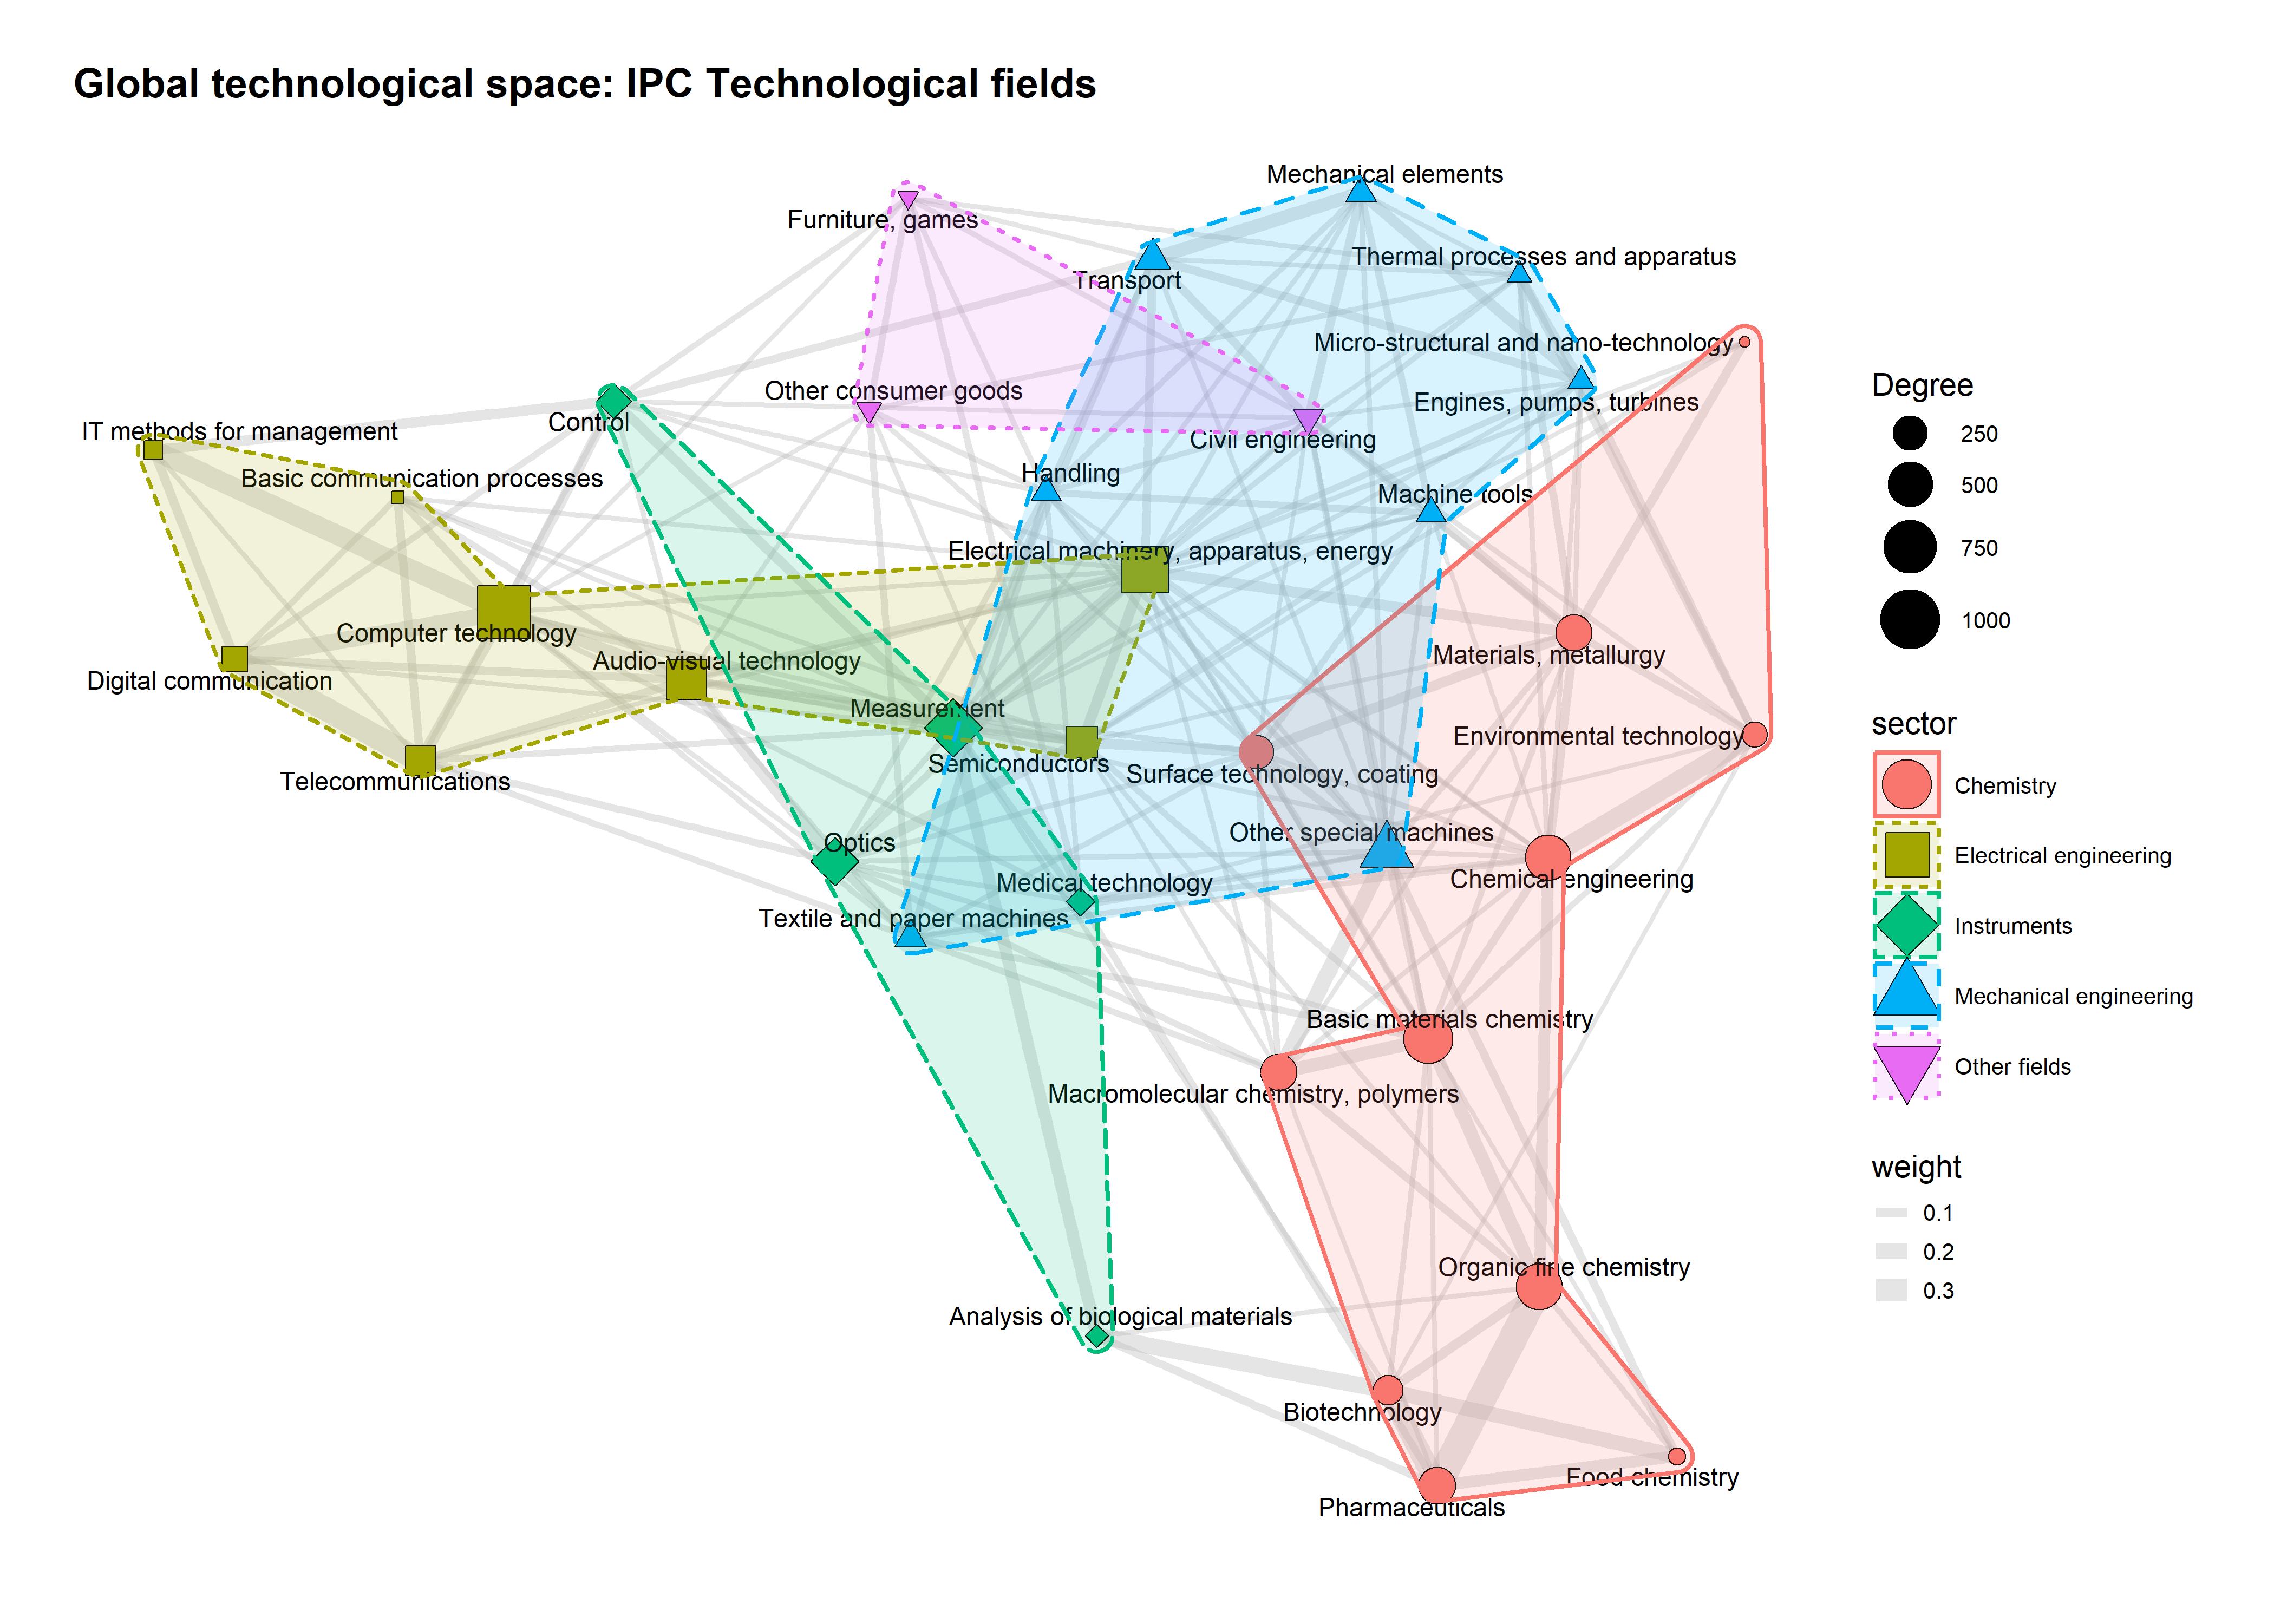 Global technological space: IPC Technological fields
Mechanical elements
Furniture, games
Thermal processes and apparatus
Transport
Micro-structural and nano-technology
Other consumer goods
Engines, pumps, turbines
Control
IT methods for management
Civil engineering
Basic communication processes
Handling
Machine tools
Electrical machinery, apparatus, energy
Computer technology
Audio-visual technology
Materials, metallurgy
Digital communication
Measurement
Environmental technology
Semiconductors
Surface technology, coating
Telecommunications
Other special machines
Optics
Chemical engineering
Medical technology
Textile and paper machines
Basic materials chemistry
Macromolecular chemistry, polymers
Organic fine chemistry
Analysis of biological materials
Biotechnology
Food chemistry
Pharmaceuticals
Degree
250
500
750
1000
sector
Chemistry
Electrical engineering
Instruments
Mechanical engineering
Other fields
weight
0.1
0.2
0.3